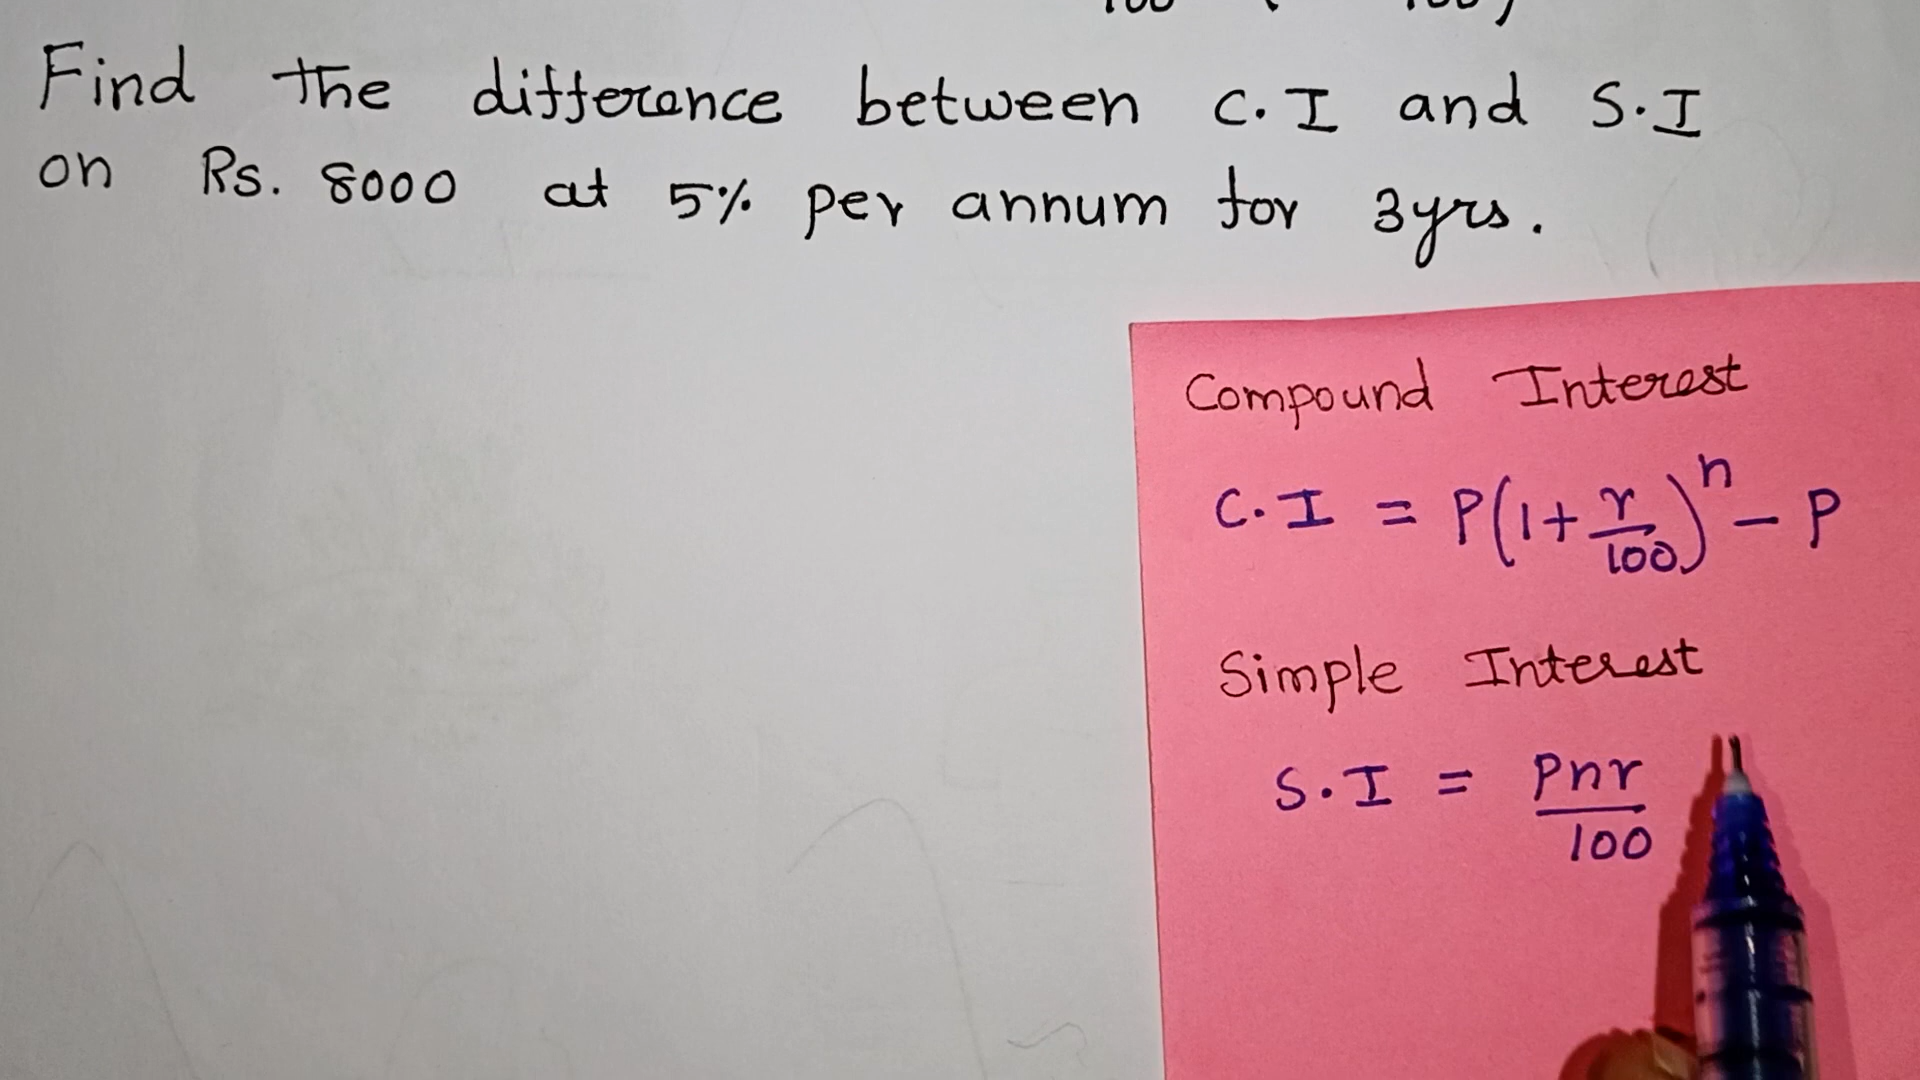 Find the difference between C.I and S.I
on Rs. 8000 at 5% per annum for 3yrs.
Compound Interest
C.I = P(1+r/100)^n - P
Simple Interest
S.I = Pnr/100